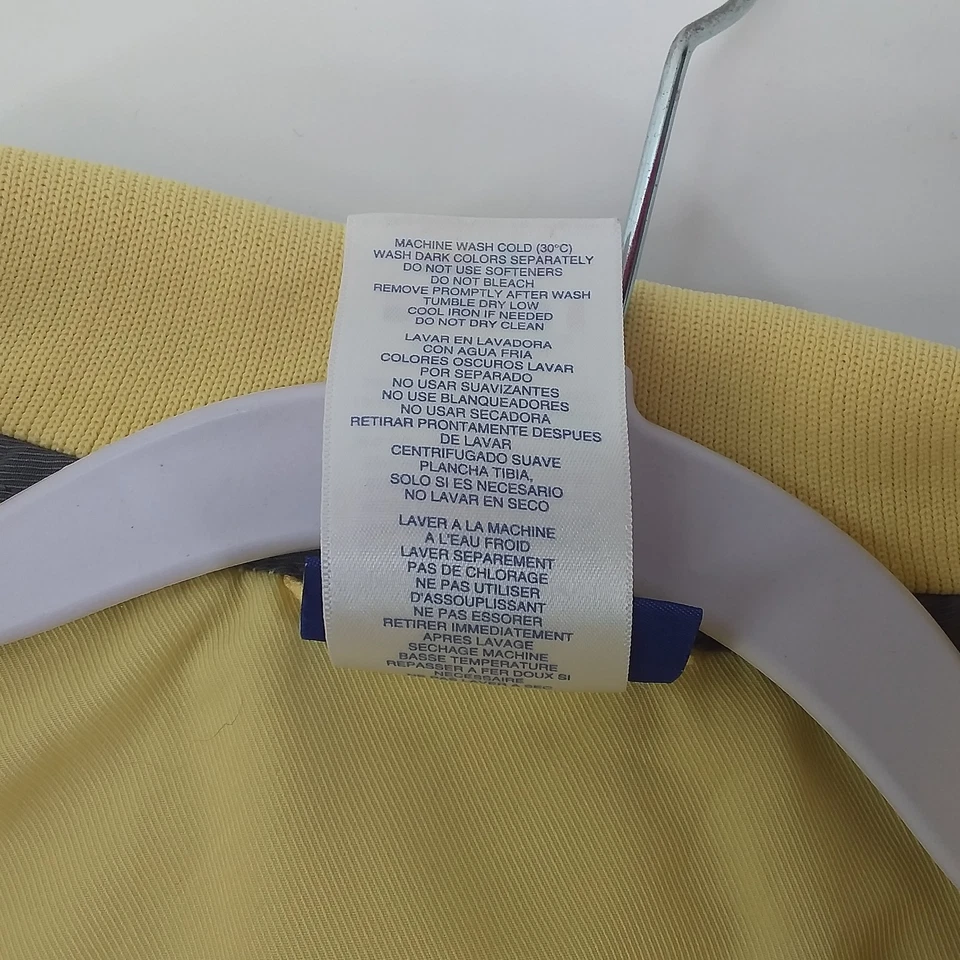 MACHINE WASH COLD (30°C)
WASH DARK COLORS SEPARATELY
DO NOT USE SOFTENERS
DO NOT BLEACH
REMOVE PROMPTLY AFTER WASH
TUMBLE DRY LOW
COOL IRON IF NEEDED
DO NOT DRY CLEAN
LAVAR EN LAVADORA
CON AGUA FRIA
COLORES OSCUROS LAVAR
POR SEPARADO
NO USAR SUAVIZANTES
NO USE BLANQUEADORES
NO USAR SECADORA
RETIRAR PRONTAMENTE DESPUES
DE LAVAR
CENTRIFUGADO SUAVE
PLANCHA TIBIA,
SOLO SI ES NECESARIO
NO LAVAR EN SECO
LAVER A LA MACHINE
A L'EAU FROID
LAVER SEPAREMENT
PAS DE CHLORAGE
NE PAS UTILISER
D'ASSOUPLISSANT
NE PAS ESSORER
RETIRER IMMEDIATEMENT
APRES LAVAGE
SECHAGE MACHINE
BASSE TEMPERATURE
REPASSER A FER DOUX SI
NECESSAIRE
NE PAS LAVER A SEC